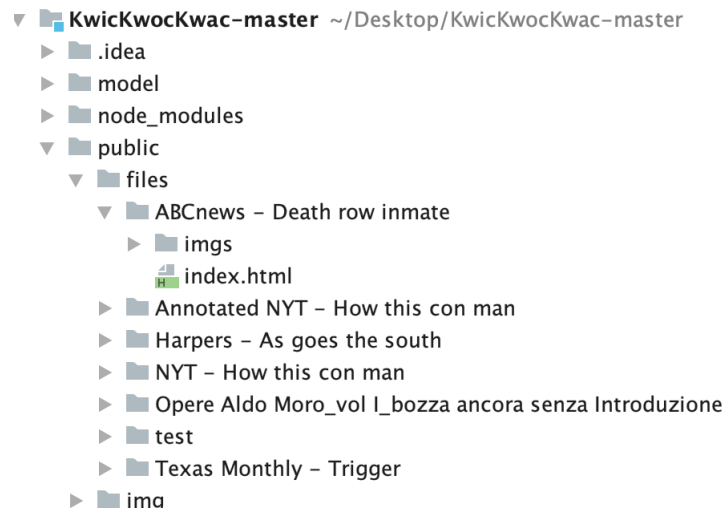 KwicKwocKwac-master ~/Desktop/KwicKwocKwac-master
.idea
model
node_modules
public
files
ABCnews – Death row inmate
imgs
H index.html
Annotated NYT – How this con man
Harpers – As goes the south
NYT – How this con man
Opere Aldo Moro_vol I_bozza ancora senza Introduzione
test
Texas Monthly – Trigger
img